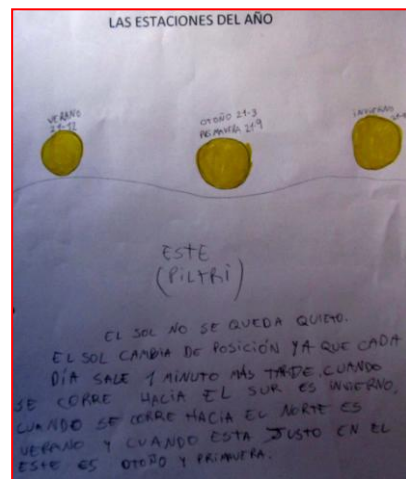 LAS ESTACIONES DEL AÑO
VERANO
21-12
OTOÑO 21-3
PRIMAVERA 21-9
INVIERNO
ESTE
(PILTRI)
EL SOL NO SE QUEDA QUIETO.
EL SOL CAMBIA DE POSICIÓN YA QUE CADA
DÍA SALE 1 MINUTO MÁS TARDE. CUANDO
SE CORRE HACIA EL SUR ES INVIERNO,
CUANDO SE CORRE HACIA EL NORTE ES
VERANO Y CUANDO ESTA JUSTO EN EL
ESTE ES OTOÑO Y PRIMAVERA.